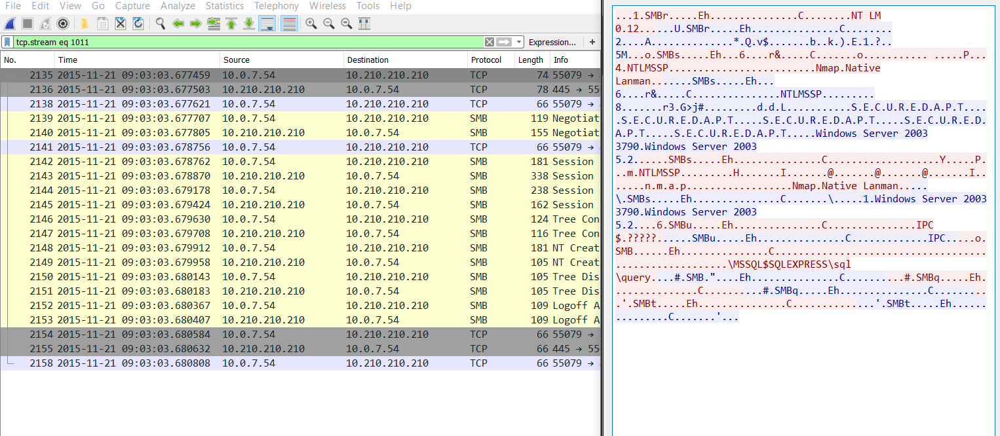 File Edit View Go Capture Analyze Statistics Telephony Wireless Tools Help
tcp.stream eq 1011 Expression... +
No. Time Source Destination Protocol Length Info
2135 2015-11-21 09:03:03.677459 10.0.7.54 10.210.210.210 TCP 74 55079 →
2136 2015-11-21 09:03:03.677503 10.210.210.210 10.0.7.54 TCP 78 445 → 55
2138 2015-11-21 09:03:03.677621 10.0.7.54 10.210.210.210 TCP 66 55079 →
2139 2015-11-21 09:03:03.677707 10.0.7.54 10.210.210.210 SMB 119 Negotiat
2140 2015-11-21 09:03:03.677805 10.210.210.210 10.0.7.54 SMB 155 Negotiat
2141 2015-11-21 09:03:03.678756 10.0.7.54 10.210.210.210 TCP 66 55079 →
2142 2015-11-21 09:03:03.678762 10.0.7.54 10.210.210.210 SMB 181 Session
2143 2015-11-21 09:03:03.678870 10.210.210.210 10.0.7.54 SMB 338 Session
2144 2015-11-21 09:03:03.679178 10.0.7.54 10.210.210.210 SMB 238 Session
2145 2015-11-21 09:03:03.679424 10.210.210.210 10.0.7.54 SMB 162 Session
2146 2015-11-21 09:03:03.679630 10.0.7.54 10.210.210.210 SMB 124 Tree Con
2147 2015-11-21 09:03:03.679708 10.210.210.210 10.0.7.54 SMB 116 Tree Con
2148 2015-11-21 09:03:03.679912 10.0.7.54 10.210.210.210 SMB 181 NT Creat
2149 2015-11-21 09:03:03.679958 10.210.210.210 10.0.7.54 SMB 105 NT Creat
2150 2015-11-21 09:03:03.680143 10.0.7.54 10.210.210.210 SMB 105 Tree Dis
2151 2015-11-21 09:03:03.680183 10.210.210.210 10.0.7.54 SMB 105 Tree Dis
2152 2015-11-21 09:03:03.680367 10.0.7.54 10.210.210.210 SMB 109 Logoff A
2153 2015-11-21 09:03:03.680407 10.210.210.210 10.0.7.54 SMB 109 Logoff A
2154 2015-11-21 09:03:03.680584 10.0.7.54 10.210.210.210 TCP 66 55079 →
2155 2015-11-21 09:03:03.680632 10.210.210.210 10.0.7.54 TCP 66 445 → 55
2158 2015-11-21 09:03:03.680808 10.0.7.54 10.210.210.210 TCP 66 55079 →
...1.SMBr.....Eh...............C........NT LM
0.12......U.SMBr.....Eh...............C........
2....A..............*.Q.v$.......b..k.).E.1.?..
5M...o.SMBs.....Eh...6....r&.....C.......o........... .....P...
4.NTLMSSP.........................Nmap.Native
Lanman.......SMBs.....Eh...
6....r&.....C...............NTLMSSP.........
8.......r3.G>j#.........d.d.L...........S.E.C.U.R.E.D.A.P.T....
.S.E.C.U.R.E.D.A.P.T.....S.E.C.U.R.E.D.A.P.T.....S.E.C.U.R.E.D.
A.P.T.....S.E.C.U.R.E.D.A.P.T.....Windows Server 2003
3790.Windows Server 2003
5.2......SMBs.....Eh...............C...................Y.....P.
..m.NTLMSSP.........H.......I.......@.......@.......@.......I...
.....n.m.a.p..................Nmap.Native Lanman.....
\.SMBs.....Eh...............C.......\.....1.Windows Server 2003
3790.Windows Server 2003
5.2....6.SMBu.....Eh...............C...............IPC
$.?????.......SMBu.....Eh...............C.............IPC.....o.
SMB......Eh...............C....................................
...................\MSSQL$SQLEXPRESS\sql
\query....#.SMB."....Eh...............C..........#.SMBq.....Eh.
..............C..........#.SMBq.....Eh...............C.........
.'.SMBt.....Eh...............C..............'.SMBt.....Eh......
.........C.......'...